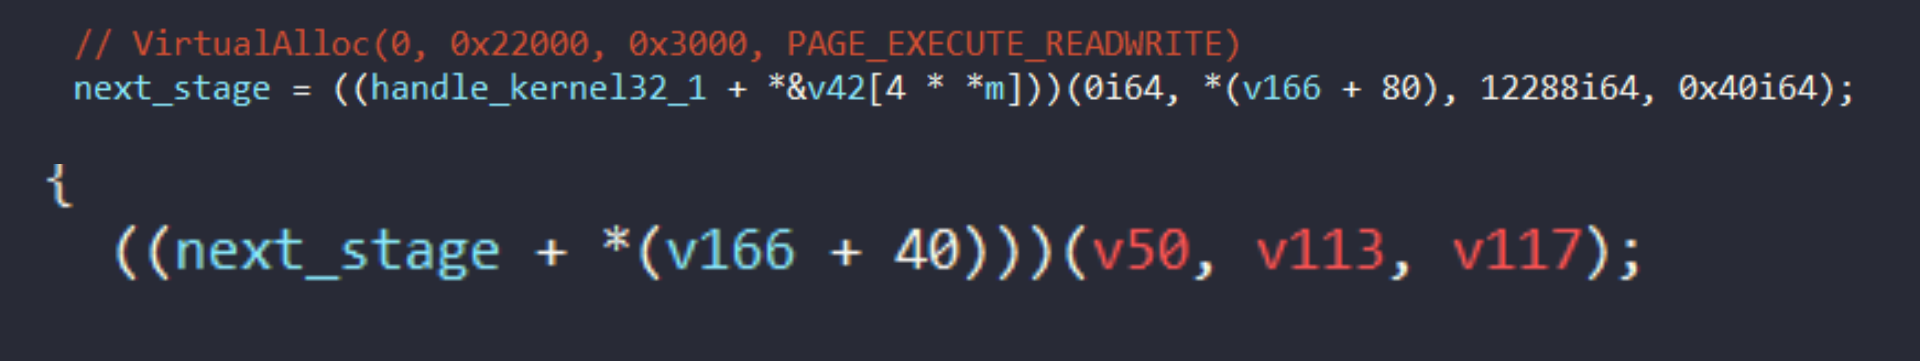 // VirtualAlloc(0, 0x22000, 0x3000, PAGE_EXECUTE_READWRITE)
next_stage = ((handle_kernel32_1 + *&v42[4 * *m]))(0i64, *(v166 + 80), 12288i64, 0x40i64);
{
((next_stage + *(v166 + 40)))(v50, v113, v117);